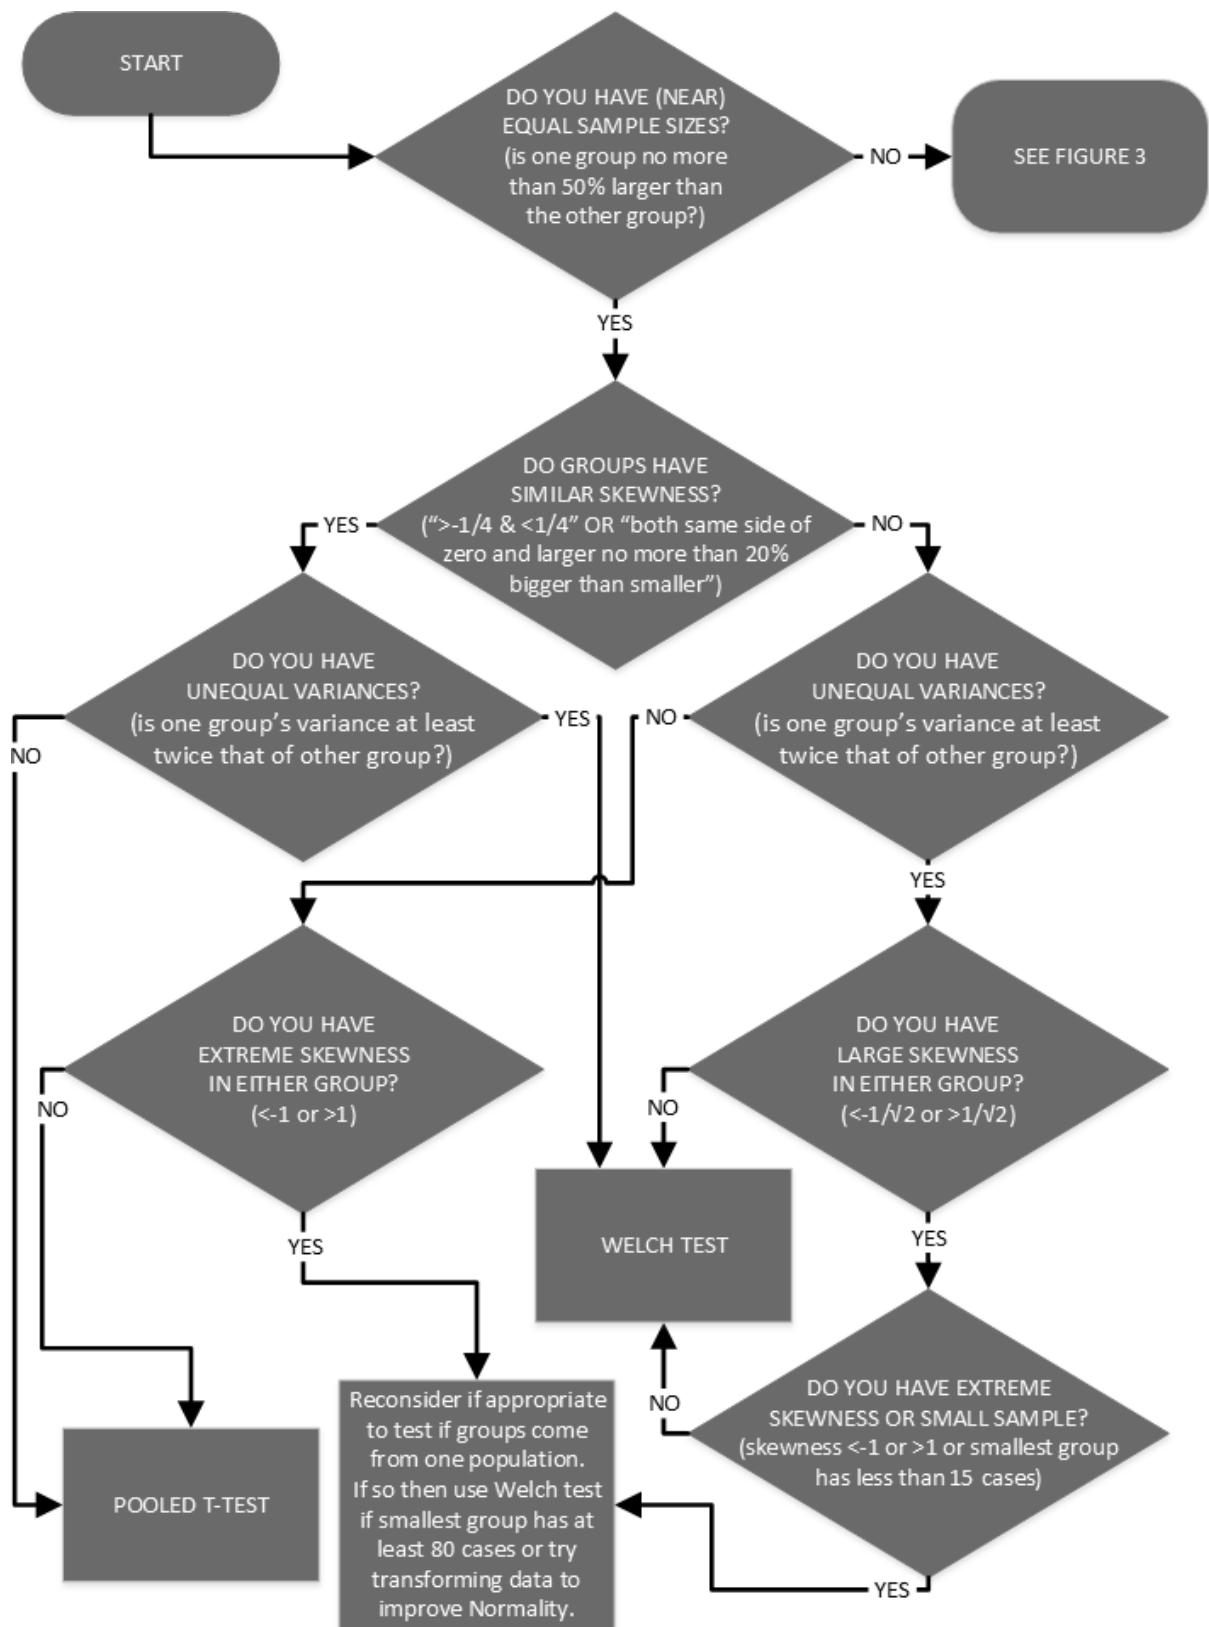 START
DO YOU HAVE (NEAR)
EQUAL SAMPLE SIZES?
(is one group no more
than 50% larger than
the other group?)
NO
SEE FIGURE 3
YES
DO GROUPS HAVE
SIMILAR SKEWNESS?
(“>-1/4 & <1/4” OR “both same side of
zero and larger no more than 20%
bigger than smaller”)
YES
NO
DO YOU HAVE
UNEQUAL VARIANCES?
(is one group’s variance at least
twice that of other group?)
NO
YES
DO YOU HAVE
UNEQUAL VARIANCES?
(is one group’s variance at least
twice that of other group?)
NO
YES
DO YOU HAVE
EXTREME SKEWNESS
IN EITHER GROUP?
(<-1 or >1)
NO
YES
DO YOU HAVE
LARGE SKEWNESS
IN EITHER GROUP?
(<-1/√2 or >1/√2)
NO
YES
WELCH TEST
DO YOU HAVE EXTREME
SKEWNESS OR SMALL SAMPLE?
(skewness <-1 or >1 or smallest group
has less than 15 cases)
NO
YES
POOLED T-TEST
Reconsider if appropriate
to test if groups come
from one population.
If so then use Welch test
if smallest group has at
least 80 cases or try
transforming data to
improve Normality.